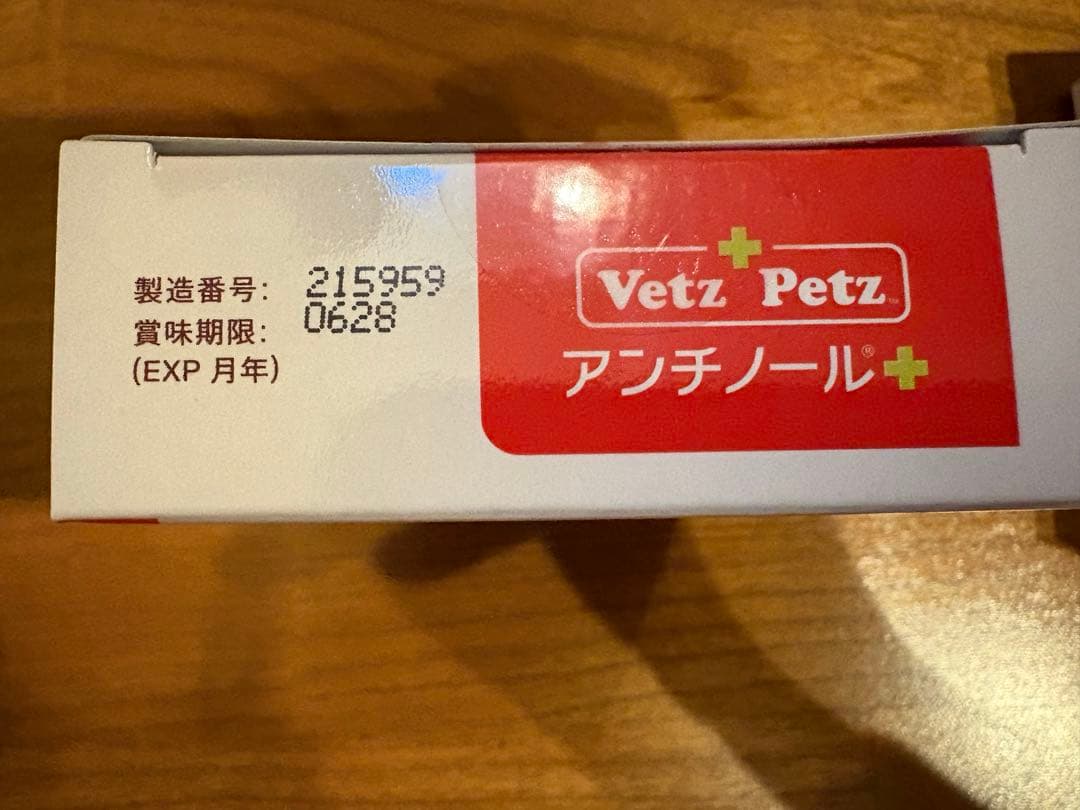 製造番号: 215959
賞味期限: 0628
(EXP 月年)
Vetz Petz™
アンチノール®+